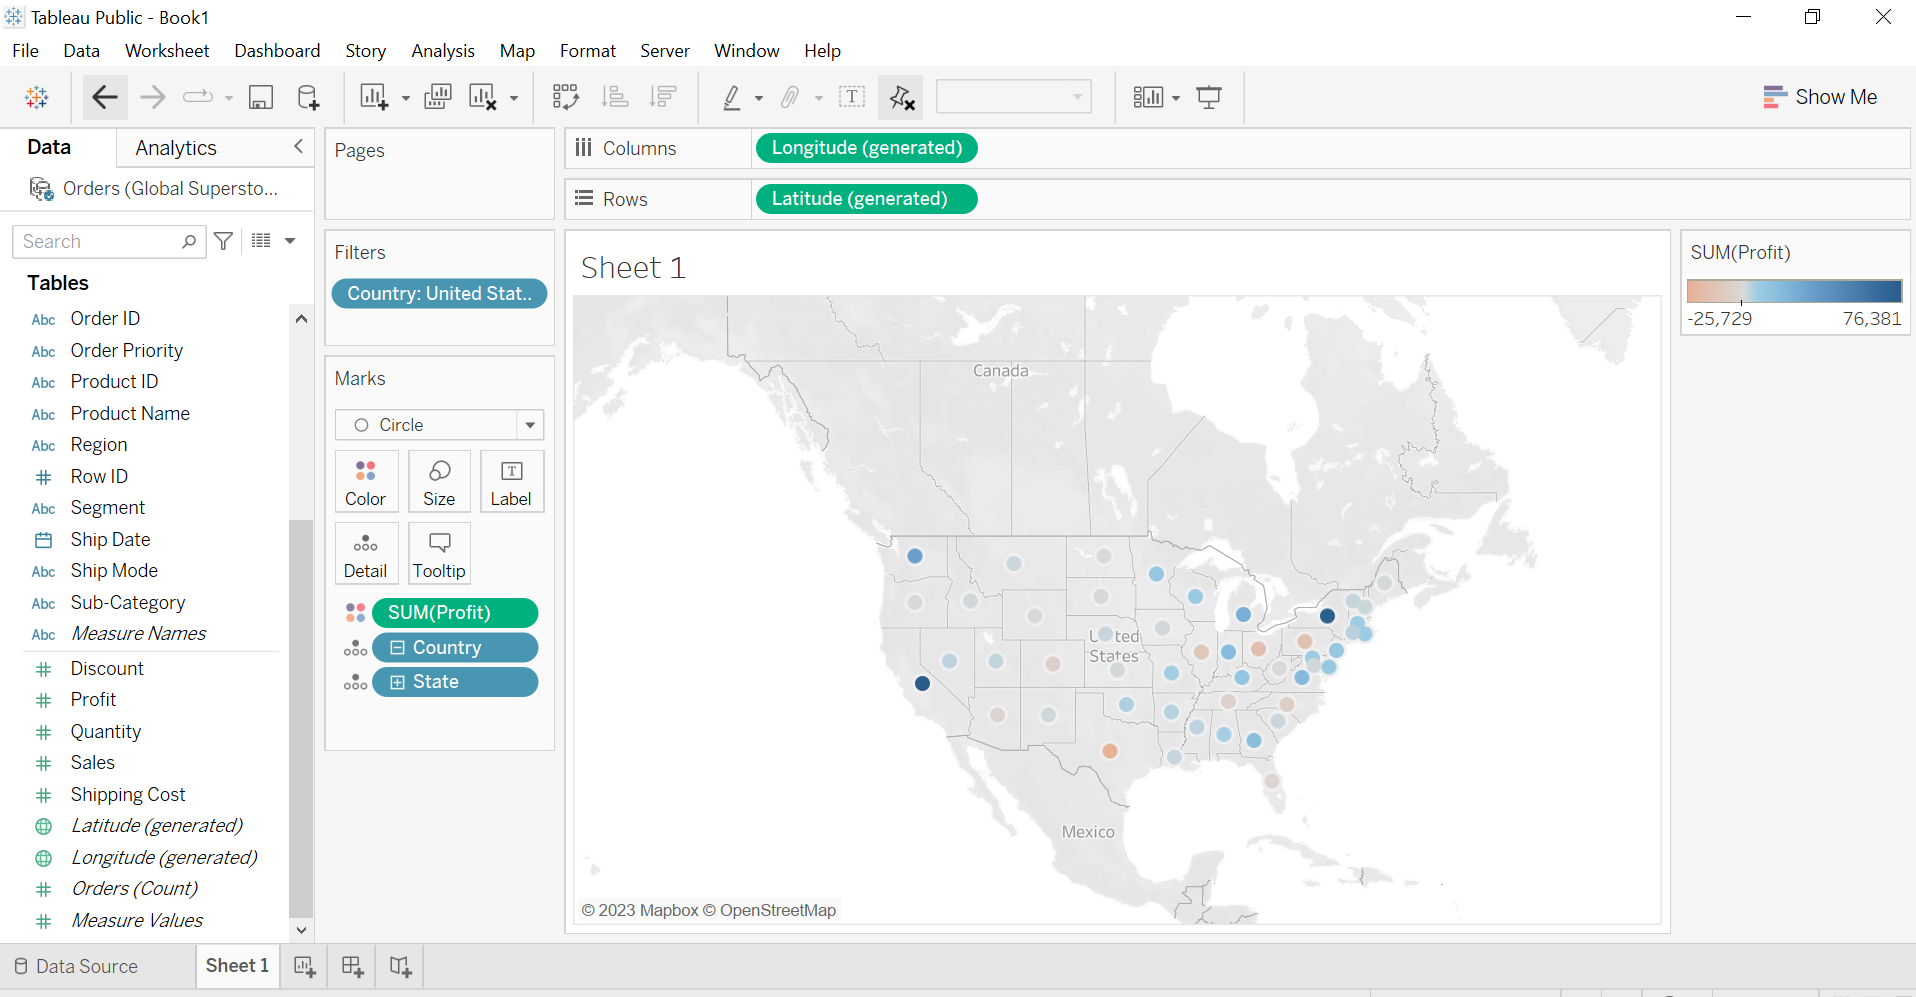 Tableau Public - Book1
File Data Worksheet Dashboard Story Analysis Map Format Server Window Help
Show Me
Data
Analytics
Orders (Global Supersto...
Search
Tables
Abc Order ID
Abc Order Priority
Abc Product ID
Abc Product Name
Abc Region
# Row ID
Abc Segment
Ship Date
Abc Ship Mode
Abc Sub-Category
Abc Measure Names
# Discount
# Profit
# Quantity
# Sales
# Shipping Cost
Latitude (generated)
Longitude (generated)
# Orders (Count)
# Measure Values
Pages
Filters
Country: United Stat..
Marks
Circle
Color
Size
T
Label
Detail
Tooltip
SUM(Profit)
Country
State
Columns
Longitude (generated)
Rows
Latitude (generated)
Sheet 1
Canada
United
States
Mexico
© 2023 Mapbox © OpenStreetMap
SUM(Profit)
-25,729 76,381
Data Source
Sheet 1